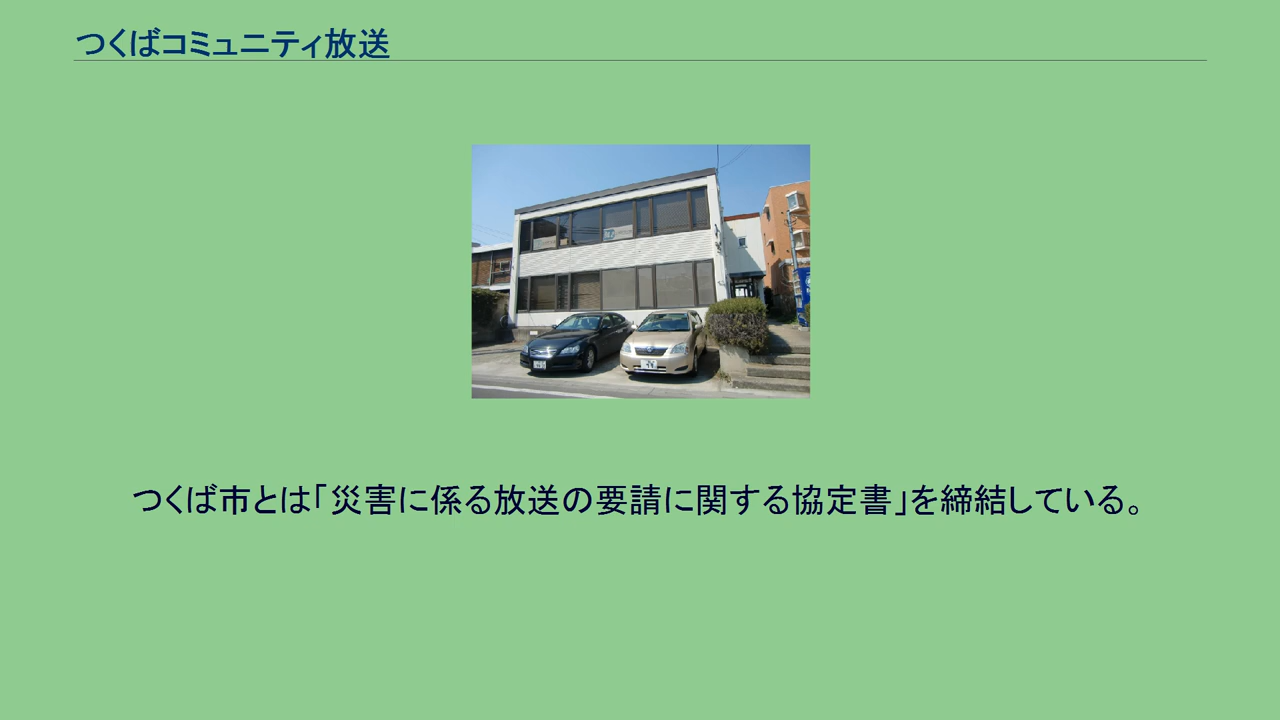 つくばコミュニティ放送
つくば市とは「災害に係る放送の要請に関する協定書」を締結している。